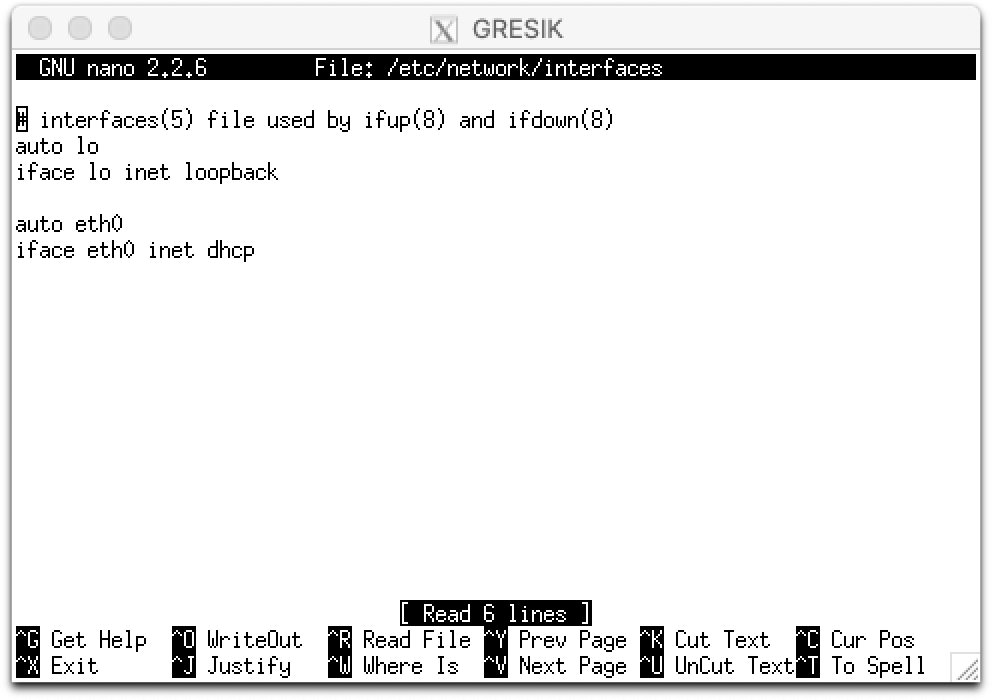 GRESIK
GNU nano 2.2.6 File: /etc/network/interfaces
# interfaces(5) file used by ifup(8) and ifdown(8)
auto lo
iface lo inet loopback
auto eth0
iface eth0 inet dhcp
[ Read 6 lines ]
^G Get Help ^O WriteOut ^R Read File ^Y Prev Page ^K Cut Text ^C Cur Pos
^X Exit ^J Justify ^W Where Is ^V Next Page ^U UnCut Text ^T To Spell